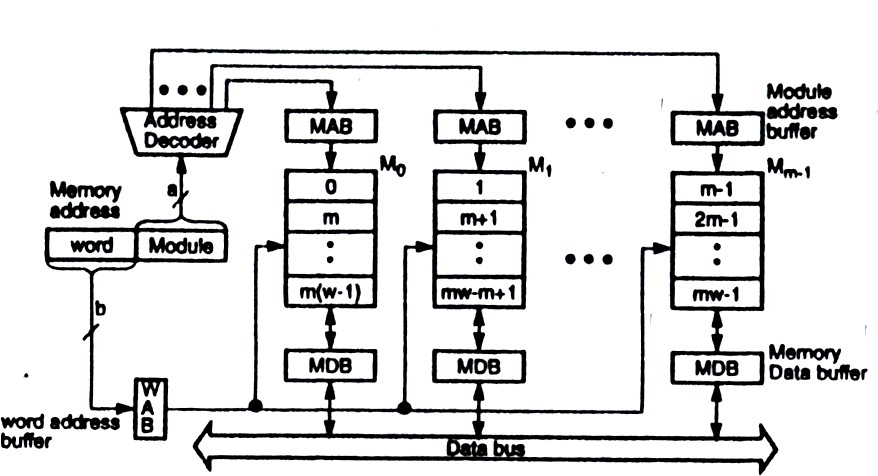 Address
Decoder
MAB
MAB
MAB
Module
address
buffer
a
M0
M1
Mm-1
Memory
address
word
Module
0
m
m(w-1)
1
m+1
mw-m+1
m-1
2m-1
mw-1
b
MDB
MDB
MDB
Memory
Data buffer
WAB
word address
buffer
Data bus